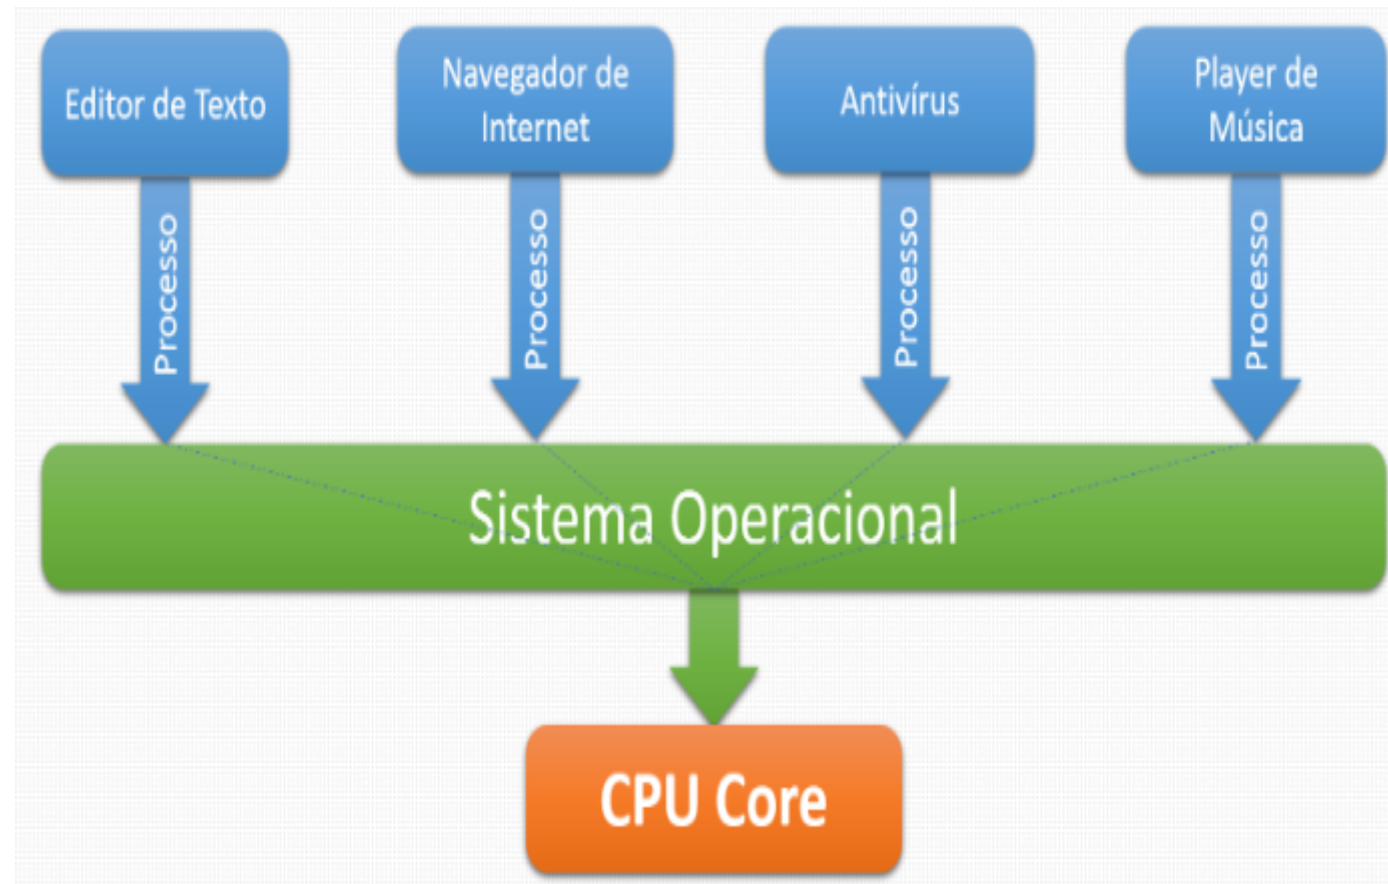 Editor de Texto
Navegador de
Internet
Antivírus
Player de
Música
Processo
Processo
Processo
Processo
Sistema Operacional
CPU Core